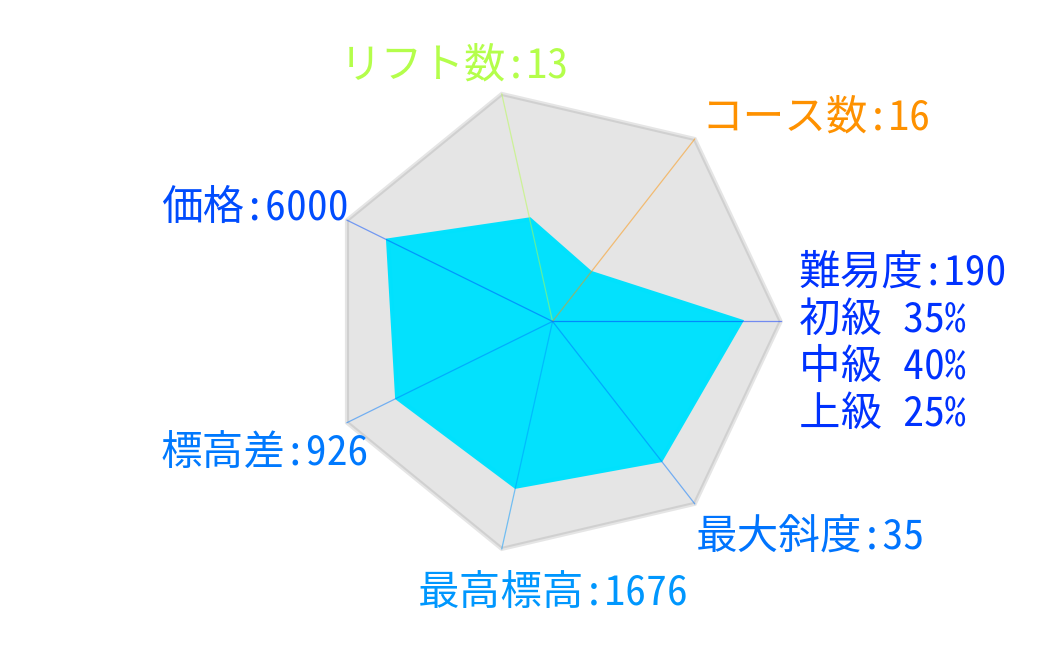 リフト数:13
コース数:16
価格:6000
難易度:190
初級 35%
中級 40%
上級 25%
標高差:926
最大斜度:35
最高標高:1676